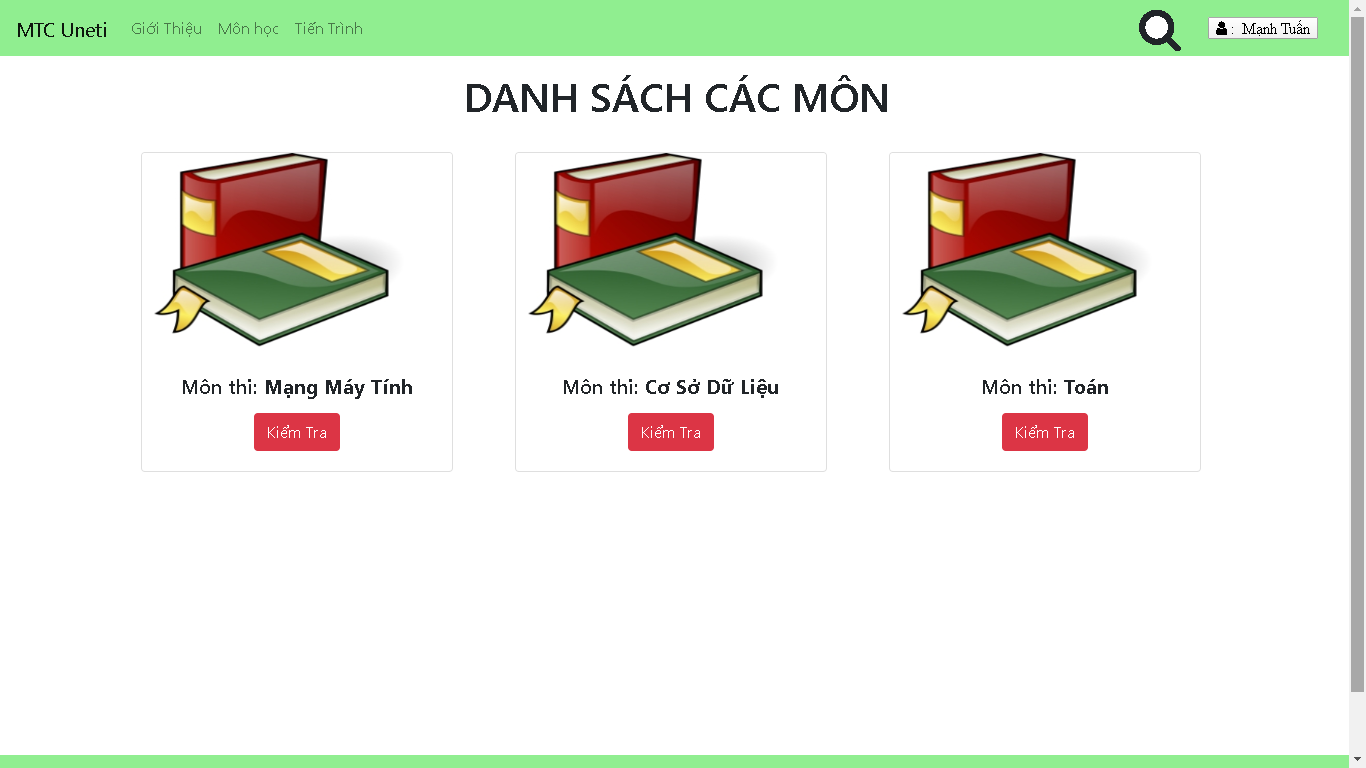 MTC Uneti Giới Thiệu Môn học Tiến Trình : Mạnh Tuấn
DANH SÁCH CÁC MÔN
Môn thi: Mạng Máy Tính
Kiểm Tra
Môn thi: Cơ Sở Dữ Liệu
Kiểm Tra
Môn thi: Toán
Kiểm Tra